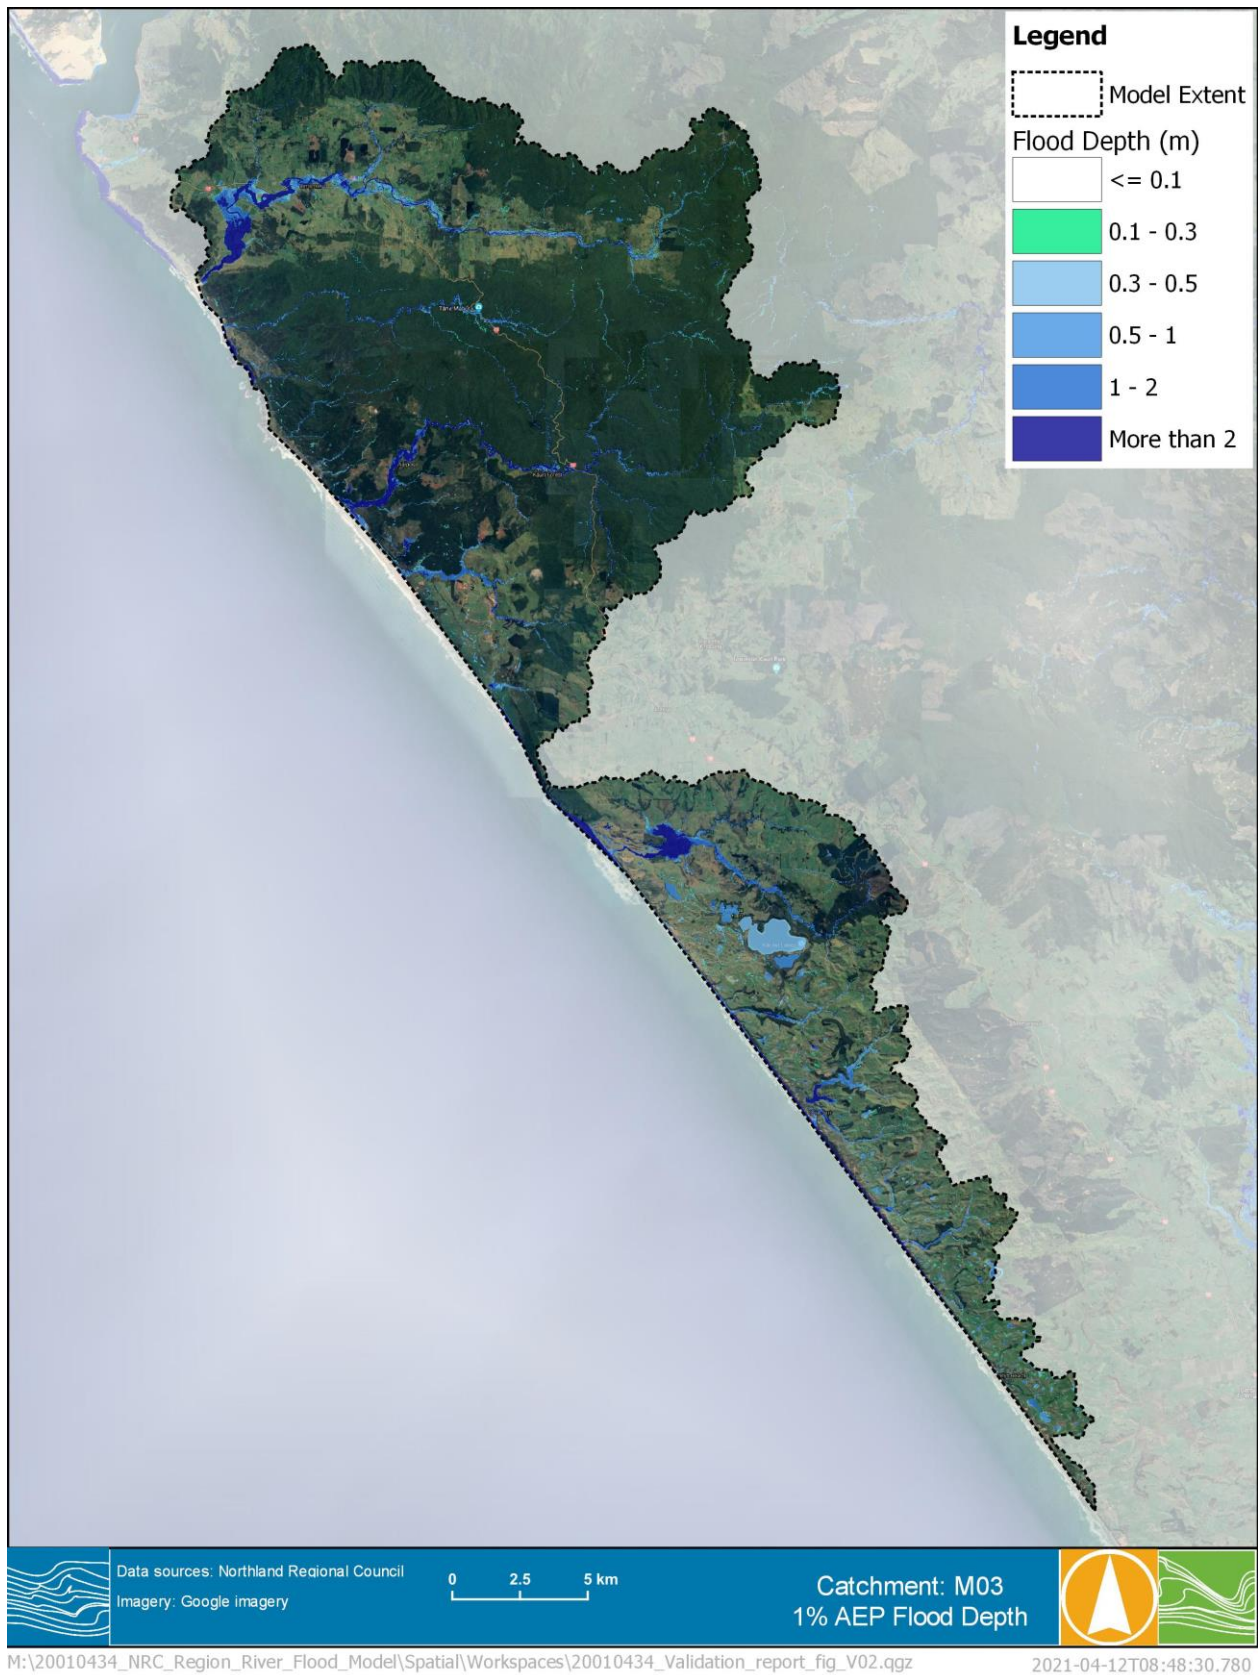 Legend
Model Extent
Flood Depth (m)
<= 0.1
0.1 - 0.3
0.3 - 0.5
0.5 - 1
1 - 2
More than 2
Data sources: Northland Regional Council
Imagery: Google imagery
0 2.5 5 km
Catchment: M03
1% AEP Flood Depth
M:\20010434_NRC_Region_River_Flood_Model\Spatial\Workspaces\20010434_Validation_report_fig_V02.qgz
2021-04-12T08:48:30.780